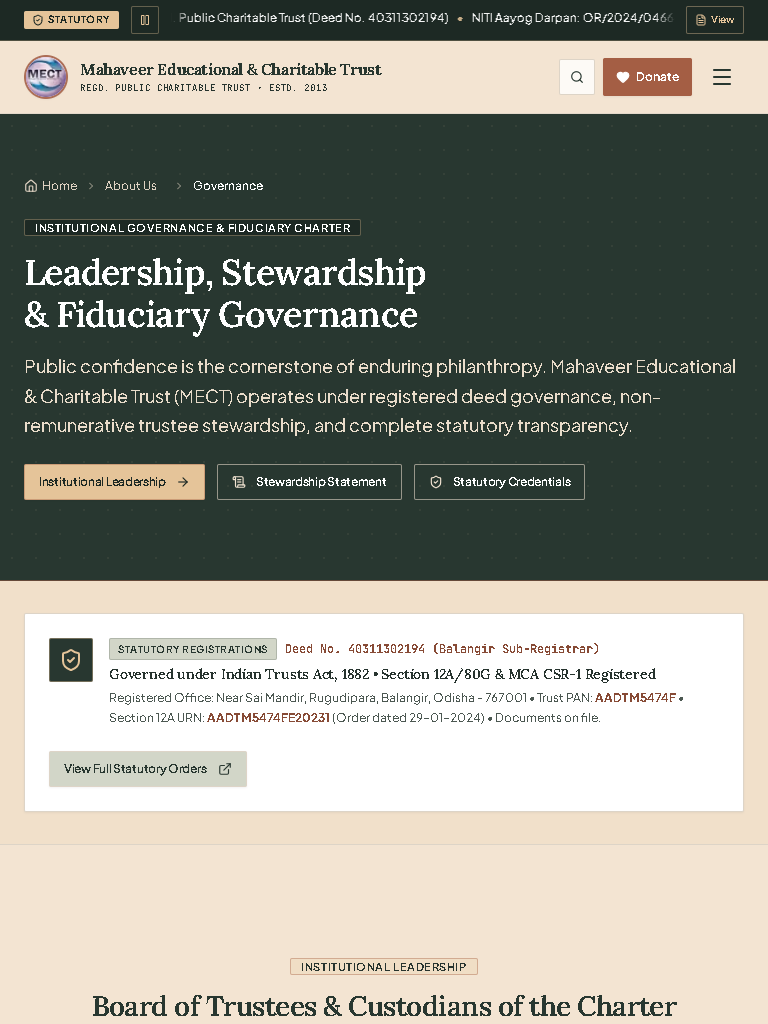 STATUTORY
Public Charitable Trust (Deed No. 40311302194) • NITI Aayog Darpan: OR/2024/0466
View
MECT
Mahaveer Educational & Charitable Trust
REGD. PUBLIC CHARITABLE TRUST • ESTD. 2013
Donate
Home > About Us > Governance
INSTITUTIONAL GOVERNANCE & FIDUCIARY CHARTER
Leadership, Stewardship
& Fiduciary Governance
Public confidence is the cornerstone of enduring philanthropy. Mahaveer Educational
& Charitable Trust (MECT) operates under registered deed governance, non-
remunerative trustee stewardship, and complete statutory transparency.
Institutional Leadership
Stewardship Statement
Statutory Credentials
STATUTORY REGISTRATIONS Deed No. 40311302194 (Balangir Sub-Registrar)
Governed under Indian Trusts Act, 1882 • Section 12A/80G & MCA CSR-1 Registered
Registered Office: Near Sai Mandir, Rugudipara, Balangir, Odisha - 767001 • Trust PAN: AADTM5474F •
Section 12A URN: AADTM5474FE20231 (Order dated 29-01-2024) • Documents on file.
View Full Statutory Orders
INSTITUTIONAL LEADERSHIP
Board of Trustees & Custodians of the Charter